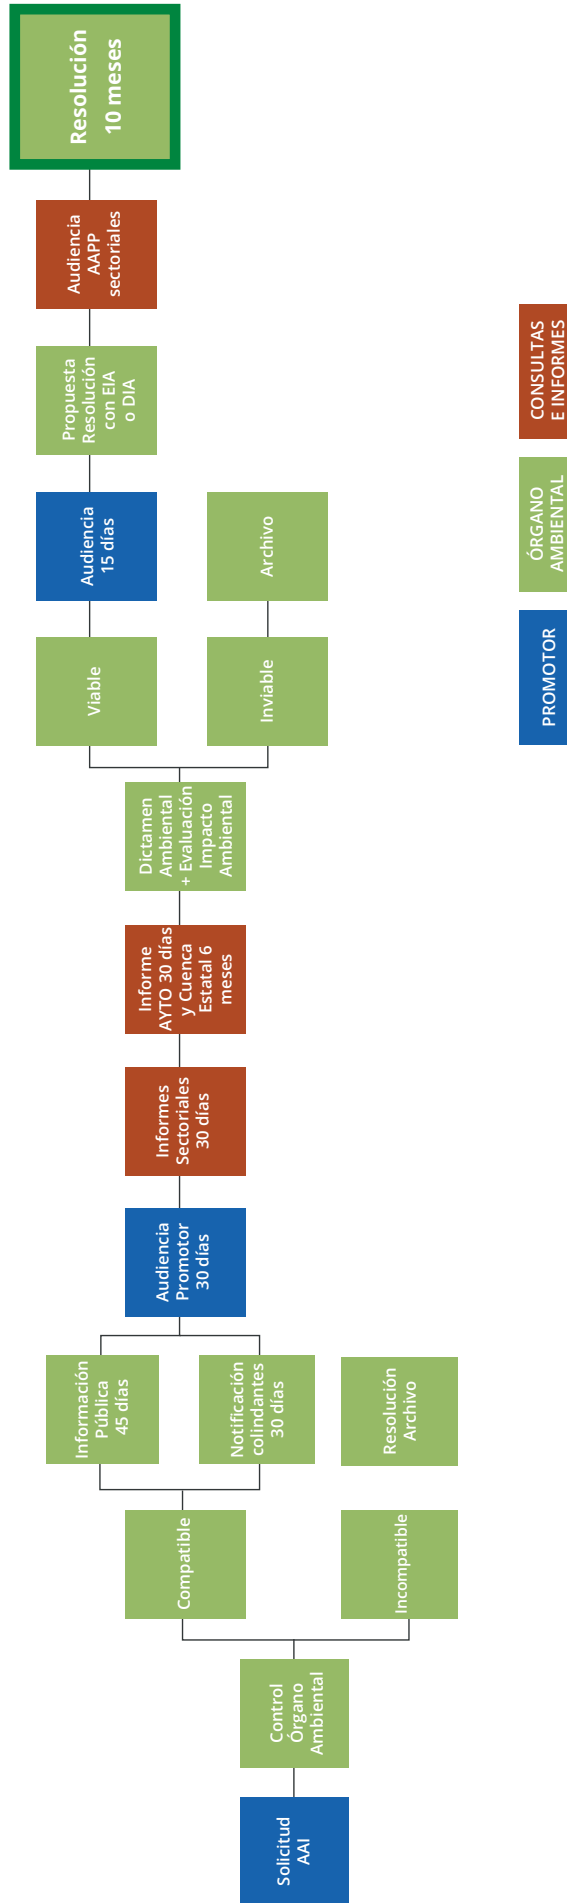 Solicitud
AAI
Control
Órgano
Ambiental
Compatible
Incompatible
Información
Pública
45 días
Notificación
colindantes
30 días
Resolución
Archivo
Audiencia
Promotor
30 días
Informes
Sectoriales
30 días
Informe
AYTO 30 días
y Cuenca
Estatal 6
meses
Dictamen
Ambiental
+ Evaluación
Impacto
Ambiental
Viable
Inviable
Audiencia
15 días
Archivo
Propuesta
Resolución
con EIA
o DIA
Audiencia
AAPP
sectoriales
Resolución
10 meses
PROMOTOR
ÓRGANO
AMBIENTAL
CONSULTAS
E INFORMES